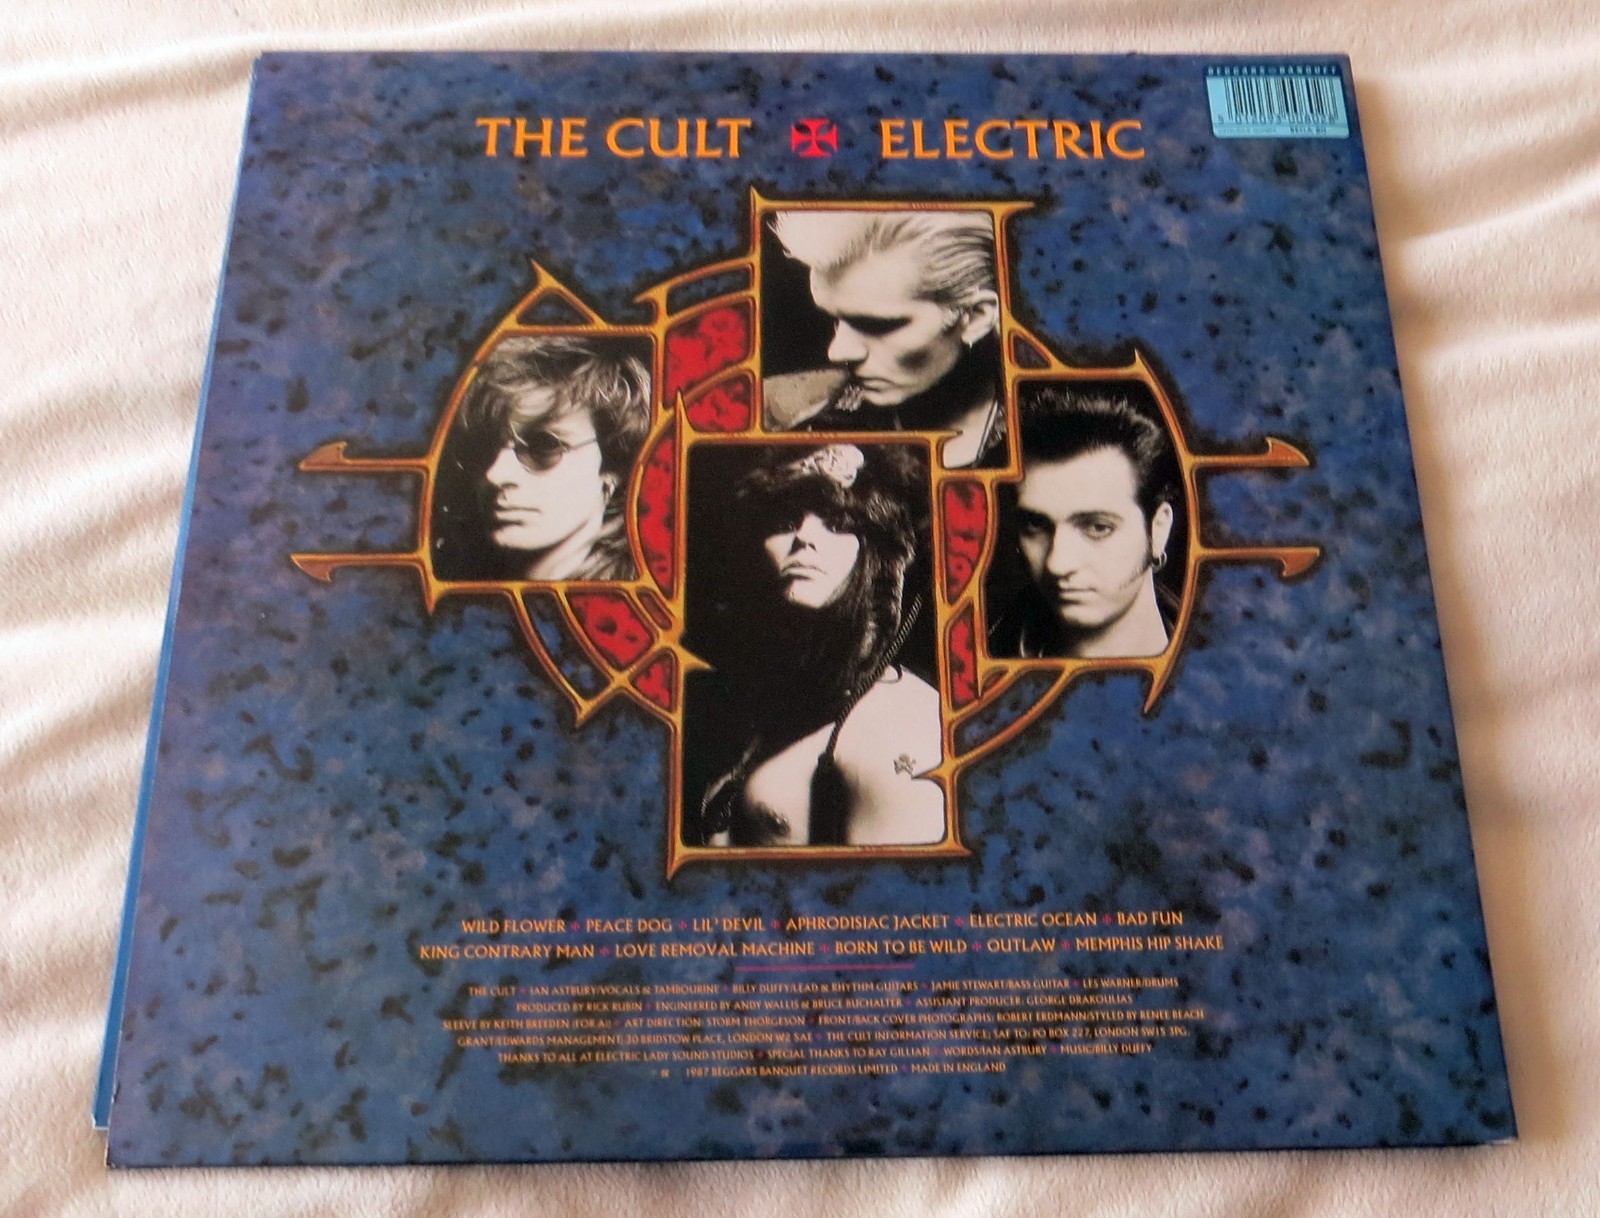 BEGGARS BANQUET
THE CULT ELECTRIC
WILD FLOWER + PEACE DOG + LIL' DEVIL + APHRODISIAC JACKET + ELECTRIC OCEAN + BAD FUN
KING CONTRARY MAN + LOVE REMOVAL MACHINE + BORN TO BE WILD + OUTLAW + MEMPHIS HIP SHAKE
THE CULT + IAN ASTBURY/VOCALS & TAMBOURINE + BILLY DUFFY/LEAD & RHYTHM GUITARS + JAMIE STEWART/BASS GUITAR + LES WARNER/DRUMS
PRODUCED BY RICK RUBIN + ENGINEERED BY ANDY WALLIS & BRUCE BUCHALTER + ASSISTANT PRODUCER: GEORGE DRAKOULIAS
SLEEVE BY KEITH BREEDEN (FOR AI) + ART DIRECTION: STORM THORGESON + FRONT/BACK COVER PHOTOGRAPHS: ROBERT ERDMANN/STYLED BY RENEE BEACH
GRANT/EDWARDS MANAGEMENT; 30 BRIDSTOW PLACE, LONDON W2 5AE + THE CULT INFORMATION SERVICE; SAF TO: PO BOX 227, LONDON SW15 3PG.
THANKS TO ALL AT ELECTRIC LADY SOUND STUDIOS + SPECIAL THANKS TO RAY GILLIAN + WORDS/IAN ASTBURY + MUSIC/BILLY DUFFY
1987 BEGGARS BANQUET RECORDS LIMITED + MADE IN ENGLAND